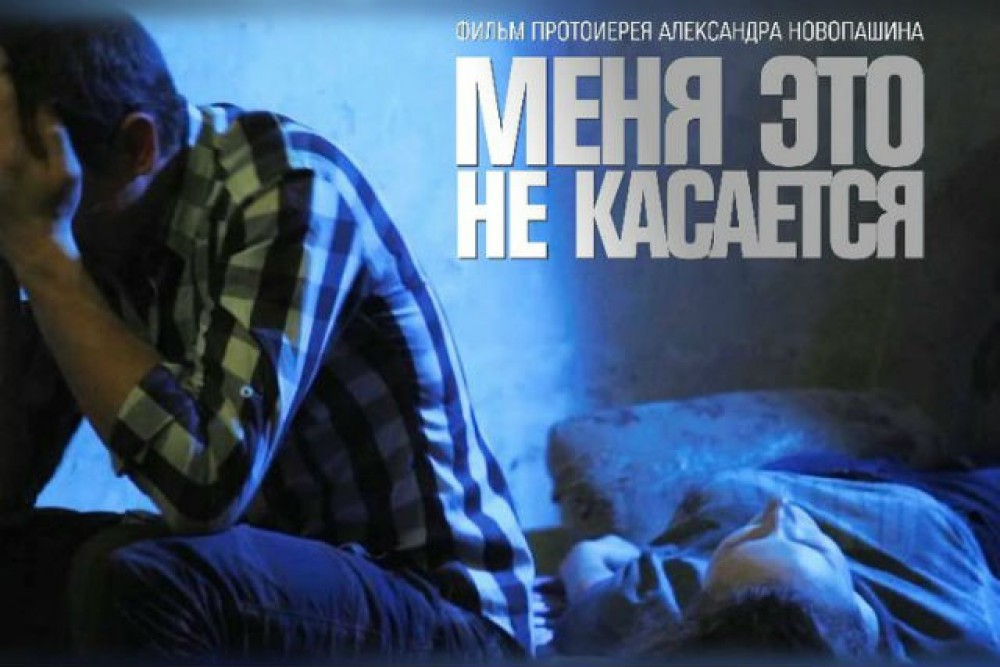 ФИЛЬМ ПРОТОИЕРЕЯ АЛЕКСАНДРА НОВОПАШИНА
МЕНЯ ЭТО
НЕ КАСАЕТСЯ